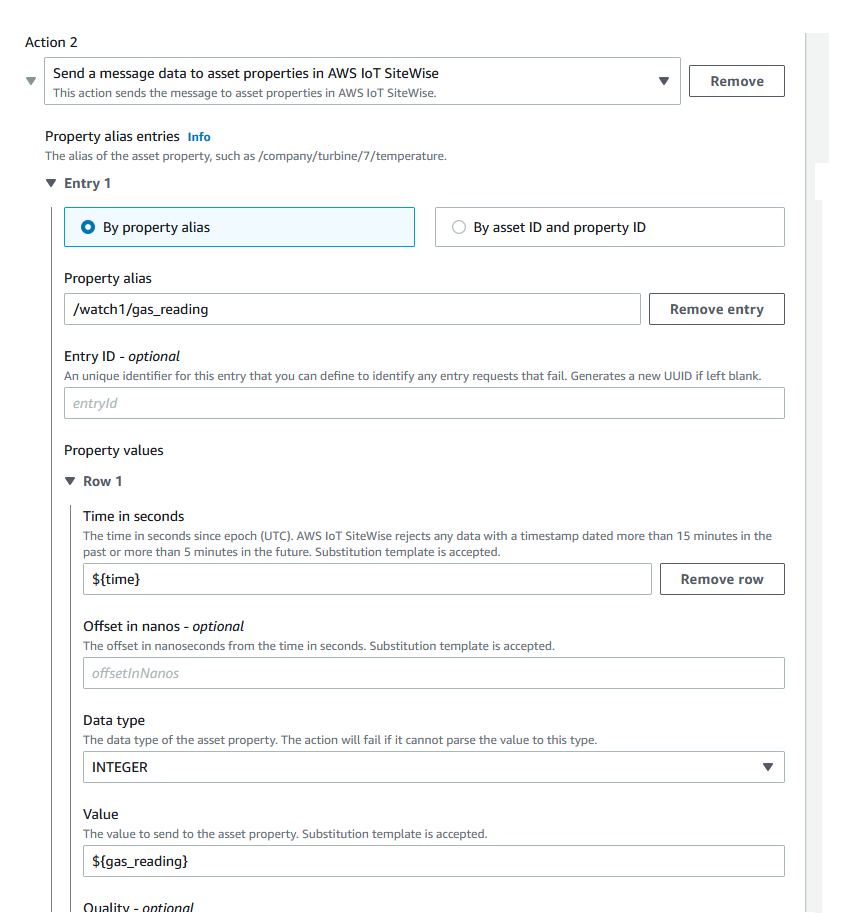 Action 2
Send a message data to asset properties in AWS IoT SiteWise
This action sends the message to asset properties in AWS IoT SiteWise.
Remove
Property alias entries Info
The alias of the asset property, such as /company/turbine/7/temperature.
Entry 1
By property alias
By asset ID and property ID
Property alias
/watch1/gas_reading
Remove entry
Entry ID - optional
An unique identifier for this entry that you can define to identify any entry requests that fail. Generates a new UUID if left blank.
entryId
Property values
Row 1
Time in seconds
The time in seconds since epoch (UTC). AWS IoT SiteWise rejects any data with a timestamp dated more than 15 minutes in the
past or more than 5 minutes in the future. Substitution template is accepted.
${time}
Remove row
Offset in nanos - optional
The offset in nanoseconds from the time in seconds. Substitution template is accepted.
offsetInNanos
Data type
The data type of the asset property. The action will fail if it cannot parse the value to this type.
INTEGER
Value
The value to send to the asset property. Substitution template is accepted.
${gas_reading}
Quality - optional